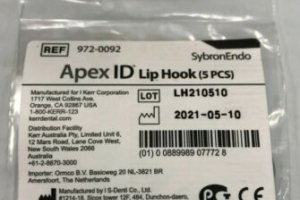 REF 972-0092
SybronEndo
Apex ID™ Lip Hook (5 PCS)
Manufactured for I Kerr Corporation
1717 West Collins Ave.
Orange, CA 92867 USA
1-800-KERR-123
kerrdental.com
LOT LH210510
2021-05-10
Distribution Facility
Kerr Australia Pty, Limited Unit 6
12 Mars Road, Lane Cove West,
New South Wales 2066
Australia
+61-2-8870-3000
(01) 0 0889989 07772 8
Importer: Ormco B.V. Basicweg 20 NL-3821 BR
Amersfoort, The Netherlands
Manufactured by I S-Dent Co., Ltd.